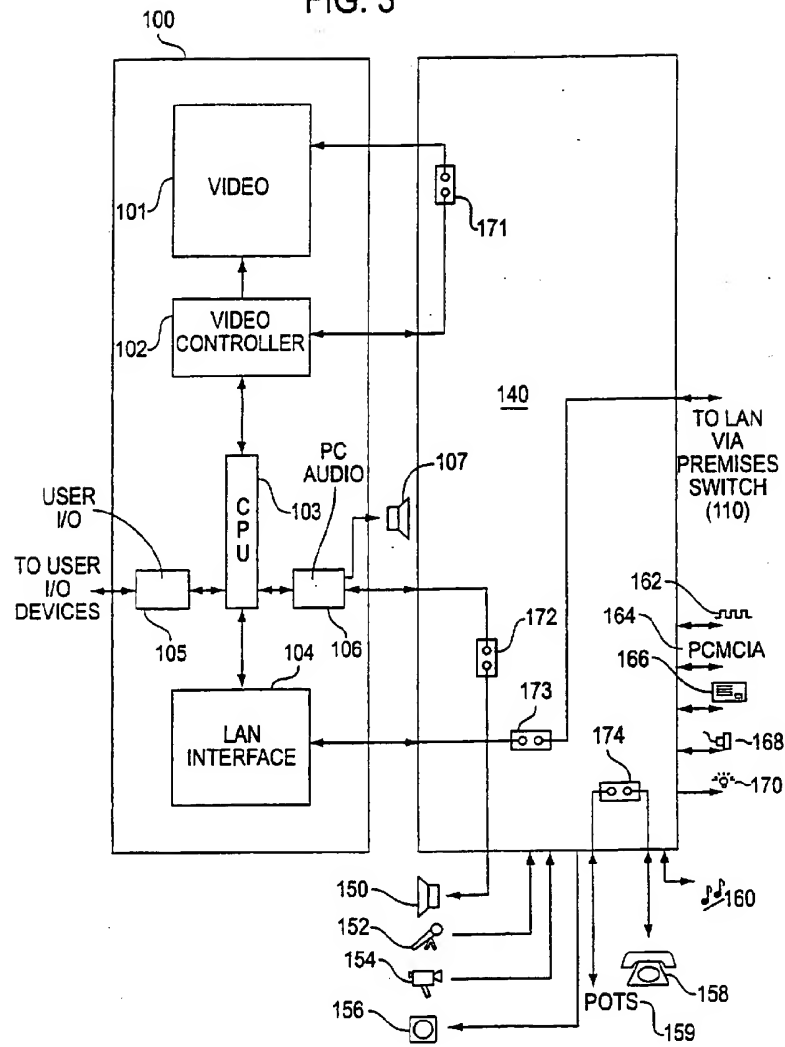 FIG. 3
100
101
VIDEO
171
102
VIDEO
CONTROLLER
140
TO LAN
VIA
PREMISES
SWITCH
(110)
PC
AUDIO
107
103
CPU
USER
I/O
TO USER
I/O
DEVICES
105
106
172
162
164
PCMCIA
166
104
LAN
INTERFACE
173
174
168
170
150
152
154
156
160
158
POTS
159